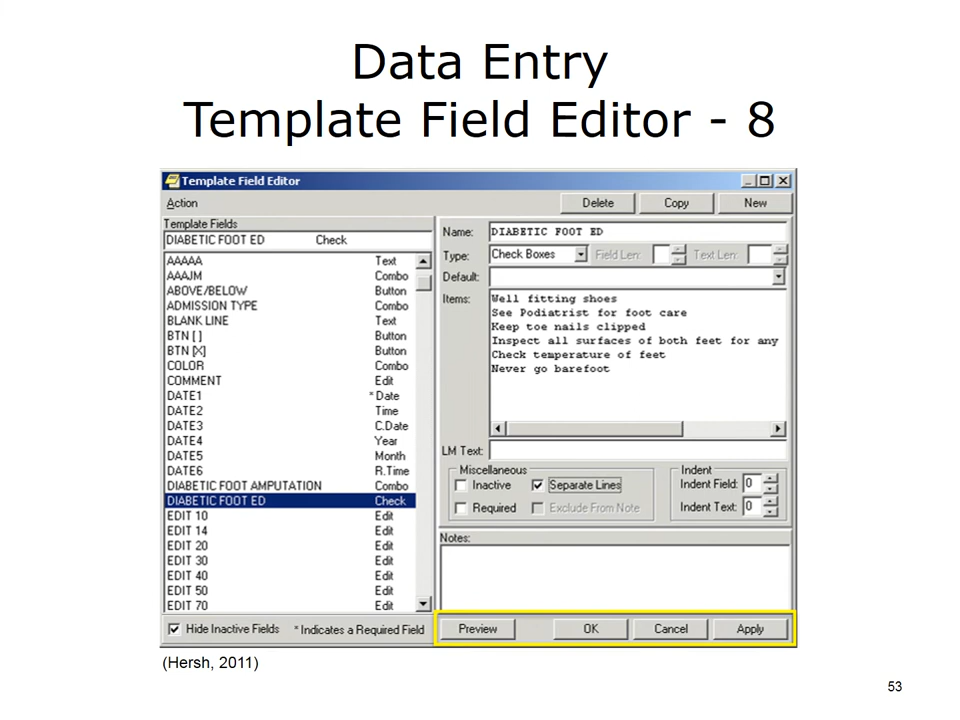 Data Entry
Template Field Editor - 8
Template Field Editor
Action
Delete Copy New
Template Fields
DIABETIC FOOT ED Check
AAAAA Text
AAAJM Combo
ABOVE/BELOW Button
ADMISSION TYPE Combo
BLANK LINE Text
BTN [ ] Button
BTN [X] Button
COLOR Combo
COMMENT Edit
DATE1 * Date
DATE2 Time
DATE3 C.Date
DATE4 Year
DATE5 Month
DATE6 R.Time
DIABETIC FOOT AMPUTATION Combo
DIABETIC FOOT ED Check
EDIT 10 Edit
EDIT 14 Edit
EDIT 20 Edit
EDIT 30 Edit
EDIT 40 Edit
EDIT 50 Edit
EDIT 70 Edit
Hide Inactive Fields * Indicates a Required Field
Name: DIABETIC FOOT ED
Type: Check Boxes Field Len: Text Len:
Default:
Items: Well fitting shoes
See Podiatrist for foot care
Keep toe nails clipped
Inspect all surfaces of both feet for any
Check temperature of feet
Never go barefoot
LM Text:
Miscellaneous
Inactive Separate Lines
Required Exclude From Note
Indent
Indent Field: 0
Indent Text: 0
Notes:
Preview OK Cancel Apply
(Hersh, 2011)
53